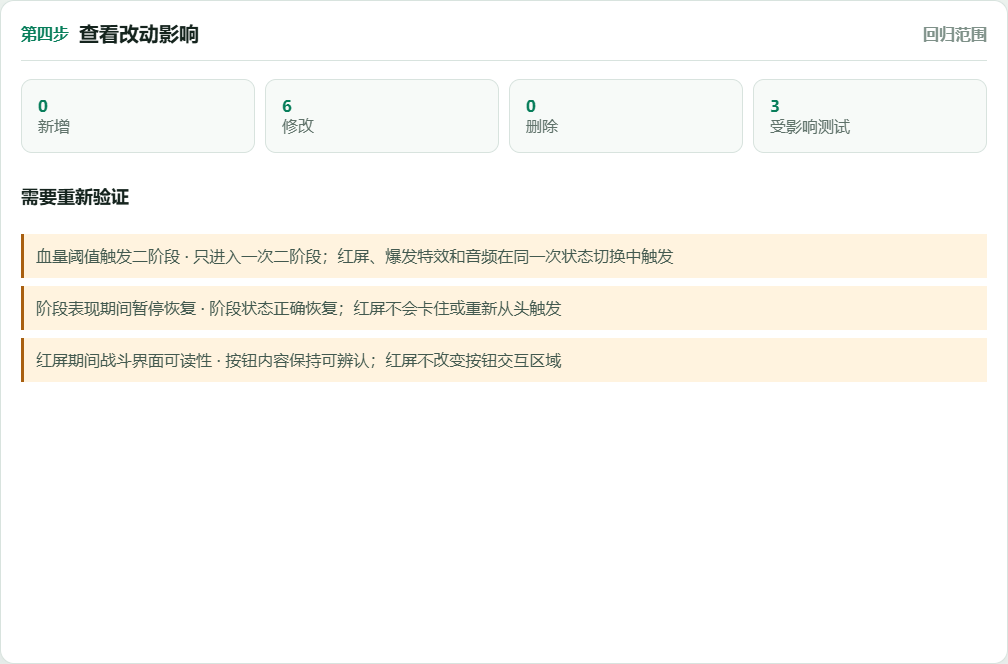 第四步 查看改动影响 回归范围
0 6 0 3
新增 修改 删除 受影响测试
需要重新验证
血量阈值触发二阶段 · 只进入一次二阶段；红屏、爆发特效和音频在同一次状态切换中触发
阶段表现期间暂停恢复 · 阶段状态正确恢复；红屏不会卡住或重新从头触发
红屏期间战斗界面可读性 · 按钮内容保持可辨认；红屏不改变按钮交互区域